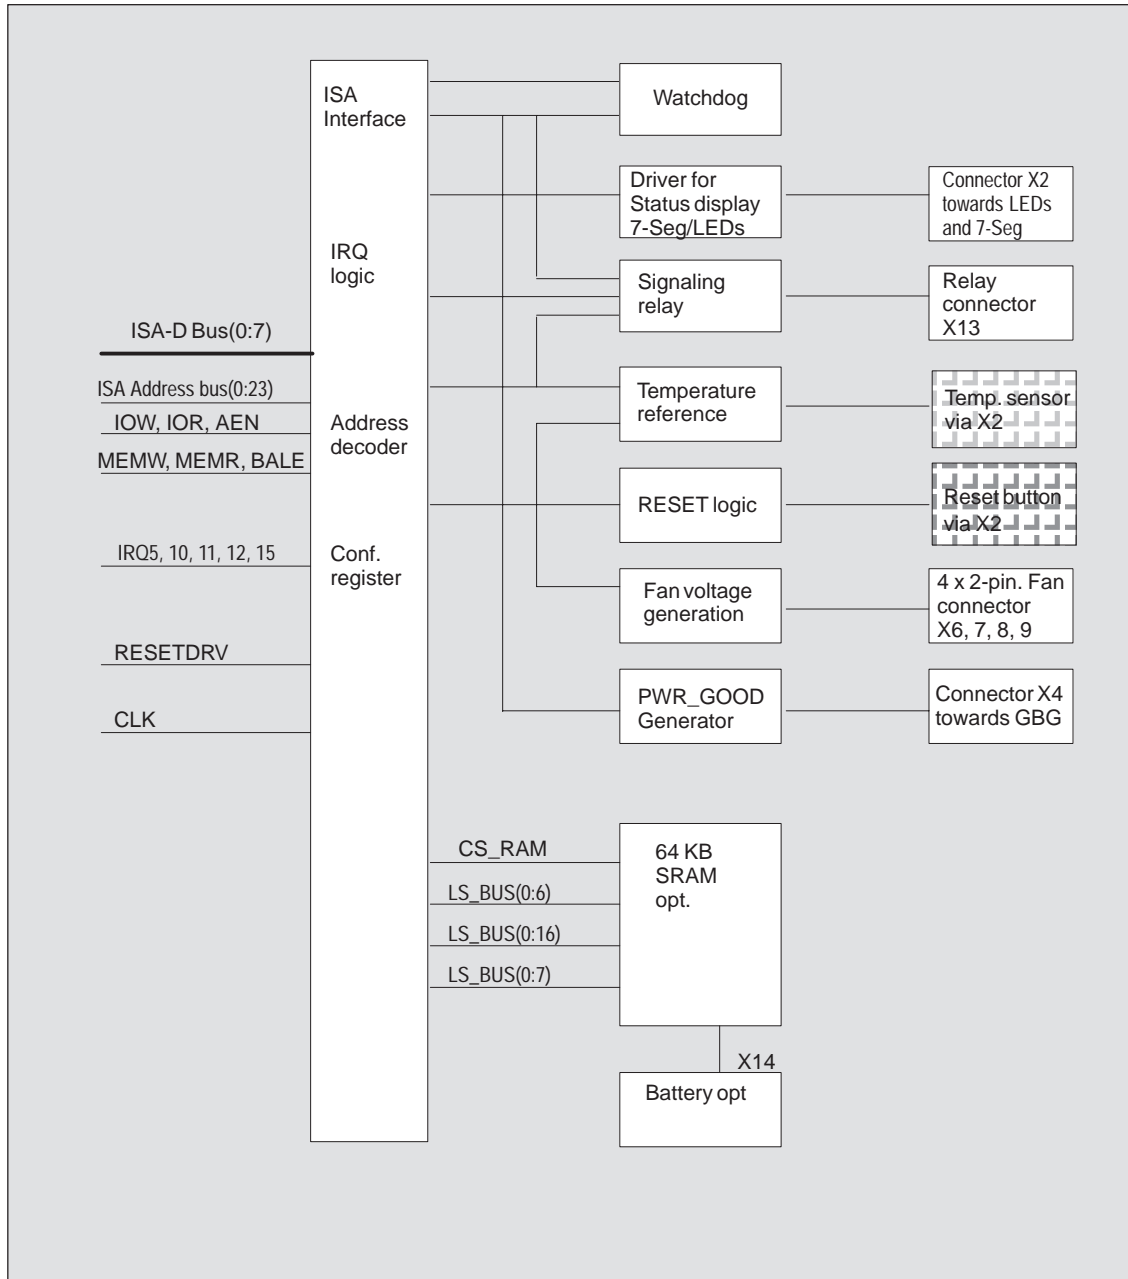 ISA
Interface
IRQ
logic
Address
decoder
Conf.
register
ISA-D Bus(0:7)
ISA Address bus(0:23)
IOW, IOR, AEN
MEMW, MEMR, BALE
IRQ5, 10, 11, 12, 15
RESETDRV
CLK
Watchdog
Driver for
Status display
7-Seg/LEDs
Connector X2
towards LEDs
and 7-Seg
Signaling
relay
Relay
connector
X13
Temperature
reference
Temp. sensor
via X2
RESET logic
Reset button
via X2
Fan voltage
generation
4 x 2-pin. Fan
connector
X6, 7, 8, 9
PWR_GOOD
Generator
Connector X4
towards GBG
CS_RAM
LS_BUS(0:6)
LS_BUS(0:16)
LS_BUS(0:7)
64 KB
SRAM
opt.
X14
Battery opt